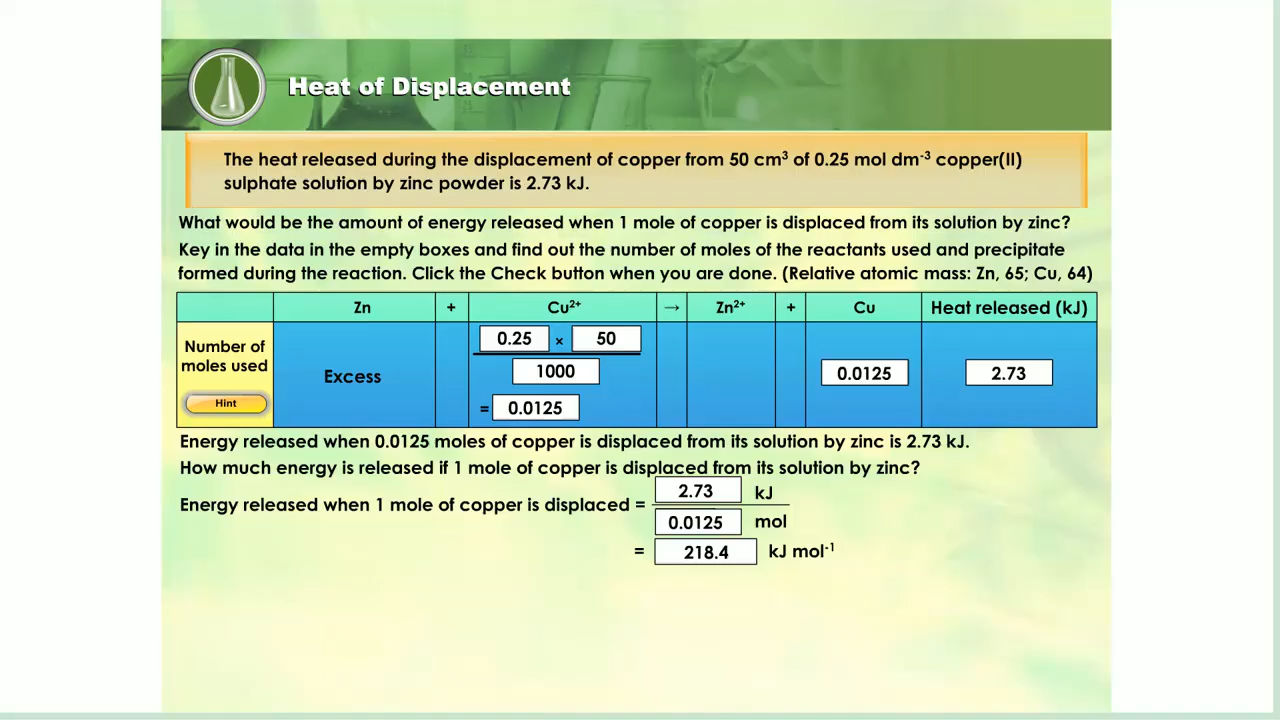 Heat of Displacement
The heat released during the displacement of copper from 50 cm³ of 0.25 mol dm⁻³ copper(II)
sulphate solution by zinc powder is 2.73 kJ.
What would be the amount of energy released when 1 mole of copper is displaced from its solution by zinc?
Key in the data in the empty boxes and find out the number of moles of the reactants used and precipitate
formed during the reaction. Click the Check button when you are done. (Relative atomic mass: Zn, 65; Cu, 64)
Zn + Cu²⁺ → Zn²⁺ + Cu Heat released (kJ)
Number of
moles used
Hint
Excess
0.25 × 50
1000
= 0.0125
0.0125
2.73
Energy released when 0.0125 moles of copper is displaced from its solution by zinc is 2.73 kJ.
How much energy is released if 1 mole of copper is displaced from its solution by zinc?
Energy released when 1 mole of copper is displaced =
2.73 kJ
0.0125 mol
= 218.4 kJ mol⁻¹